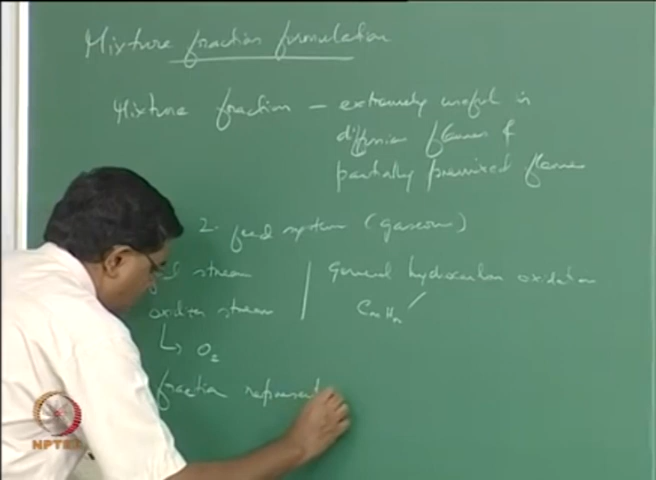 Mixture fraction formulation
Mixture fraction – extremely useful in
diffusion flames &
partially premixed flames
2. feed system (gaseous)
stream | General hydrocarbon oxidation
oxidizer stream CmHn
↳ O2
fraction represent
NPTEL